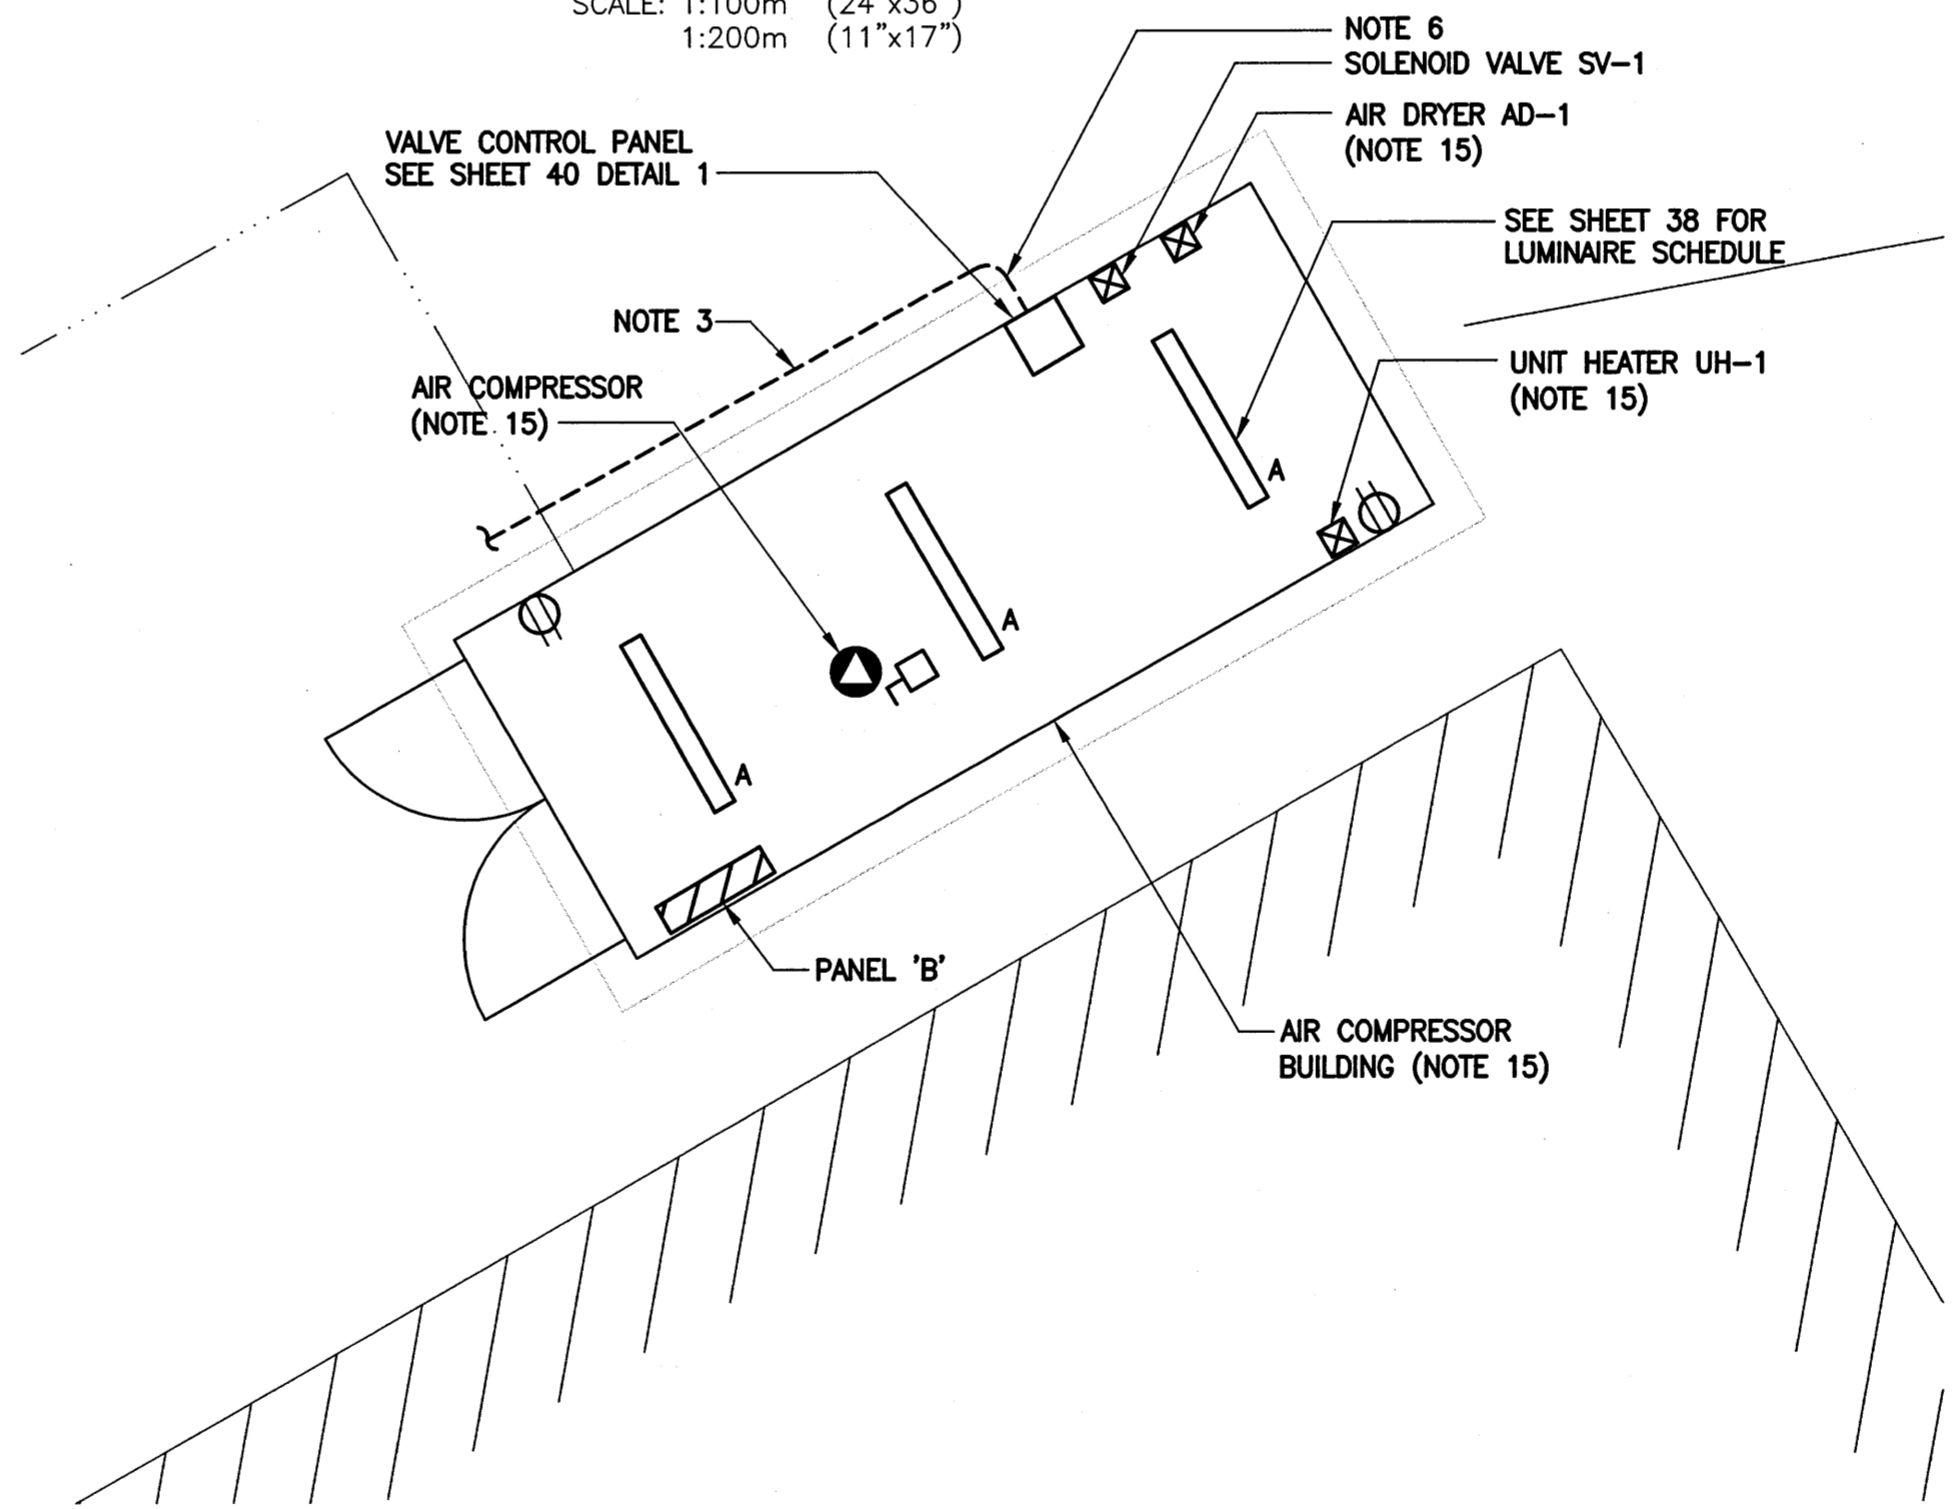 SCALE: 1:100m (24"x36")
1:200m (11"x17")
NOTE 6
SOLENOID VALVE SV-1
AIR DRYER AD-1
(NOTE 15)
VALVE CONTROL PANEL
SEE SHEET 40 DETAIL 1
SEE SHEET 38 FOR
LUMINAIRE SCHEDULE
NOTE 3
UNIT HEATER UH-1
(NOTE 15)
AIR COMPRESSOR
(NOTE 15)
A
A
A
PANEL 'B'
AIR COMPRESSOR
BUILDING (NOTE 15)